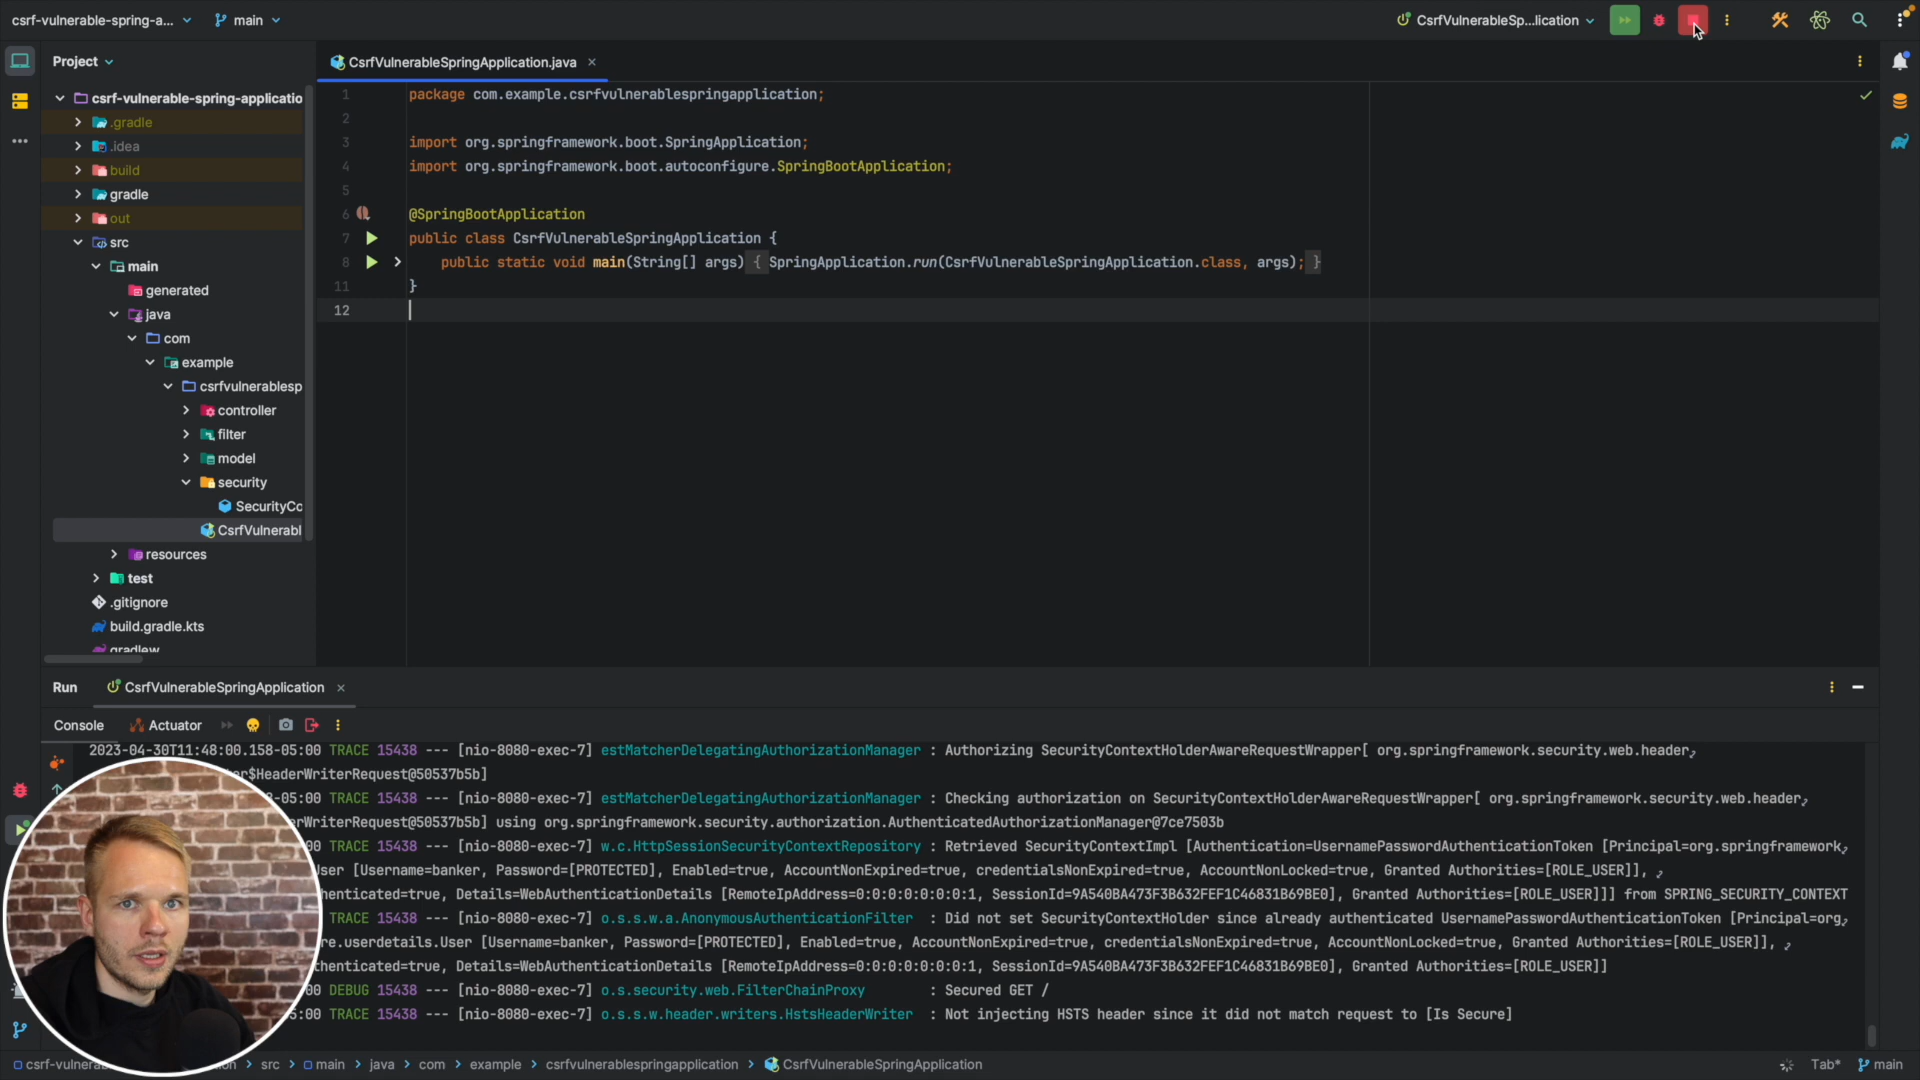 csrf-vulnerable-spring-a... main CsrfVulnerableSp...lication
Project
CsrfVulnerableSpringApplication.java
csrf-vulnerable-spring-applicatio
.gradle
.idea
build
gradle
out
src
main
generated
java
com
example
csrfvulnerablesp
controller
filter
model
security
SecurityCo
CsrfVulnerabl
resources
test
.gitignore
build.gradle.kts
gradlew
1 package com.example.csrfvulnerablespringapplication;
2
3 import org.springframework.boot.SpringApplication;
4 import org.springframework.boot.autoconfigure.SpringBootApplication;
5
6 @SpringBootApplication
7 public class CsrfVulnerableSpringApplication {
8 public static void main(String[] args) { SpringApplication.run(CsrfVulnerableSpringApplication.class, args); }
11 }
12
Run CsrfVulnerableSpringApplication
Console Actuator
2023-04-30T11:48:00.158-05:00 TRACE 15438 --- [nio-8080-exec-7] estMatcherDelegatingAuthorizationManager : Authorizing SecurityContextHolderAwareRequestWrapper[ org.springframework.security.web.header
er$HeaderWriterRequest@50537b5b]
-05:00 TRACE 15438 --- [nio-8080-exec-7] estMatcherDelegatingAuthorizationManager : Checking authorization on SecurityContextHolderAwareRequestWrapper[ org.springframework.security.web.header
WriterRequest@50537b5b] using org.springframework.security.authorization.AuthenticatedAuthorizationManager@7ce7503b
00 TRACE 15438 --- [nio-8080-exec-7] w.c.HttpSessionSecurityContextRepository : Retrieved SecurityContextImpl [Authentication=UsernamePasswordAuthenticationToken [Principal=org.springframework
ser [Username=banker, Password=[PROTECTED], Enabled=true, AccountNonExpired=true, credentialsNonExpired=true, AccountNonLocked=true, Granted Authorities=[ROLE_USER]],
henticated=true, Details=WebAuthenticationDetails [RemoteIpAddress=0:0:0:0:0:0:0:1, SessionId=9A540BA473F3B632FEF1C46831B69BE0], Granted Authorities=[ROLE_USER]]] from SPRING_SECURITY_CONTEXT
TRACE 15438 --- [nio-8080-exec-7] o.s.s.w.a.AnonymousAuthenticationFilter : Did not set SecurityContextHolder since already authenticated UsernamePasswordAuthenticationToken [Principal=org
re.userdetails.User [Username=banker, Password=[PROTECTED], Enabled=true, AccountNonExpired=true, credentialsNonExpired=true, AccountNonLocked=true, Granted Authorities=[ROLE_USER]],
henticated=true, Details=WebAuthenticationDetails [RemoteIpAddress=0:0:0:0:0:0:0:1, SessionId=9A540BA473F3B632FEF1C46831B69BE0], Granted Authorities=[ROLE_USER]]
00 DEBUG 15438 --- [nio-8080-exec-7] o.s.security.web.FilterChainProxy : Secured GET /
5:00 TRACE 15438 --- [nio-8080-exec-7] o.s.s.w.header.writers.HstsHeaderWriter : Not injecting HSTS header since it did not match request to [Is Secure]
csrf-vulnera on src main java com example csrfvulnerablespringapplication CsrfVulnerableSpringApplication Tab* main